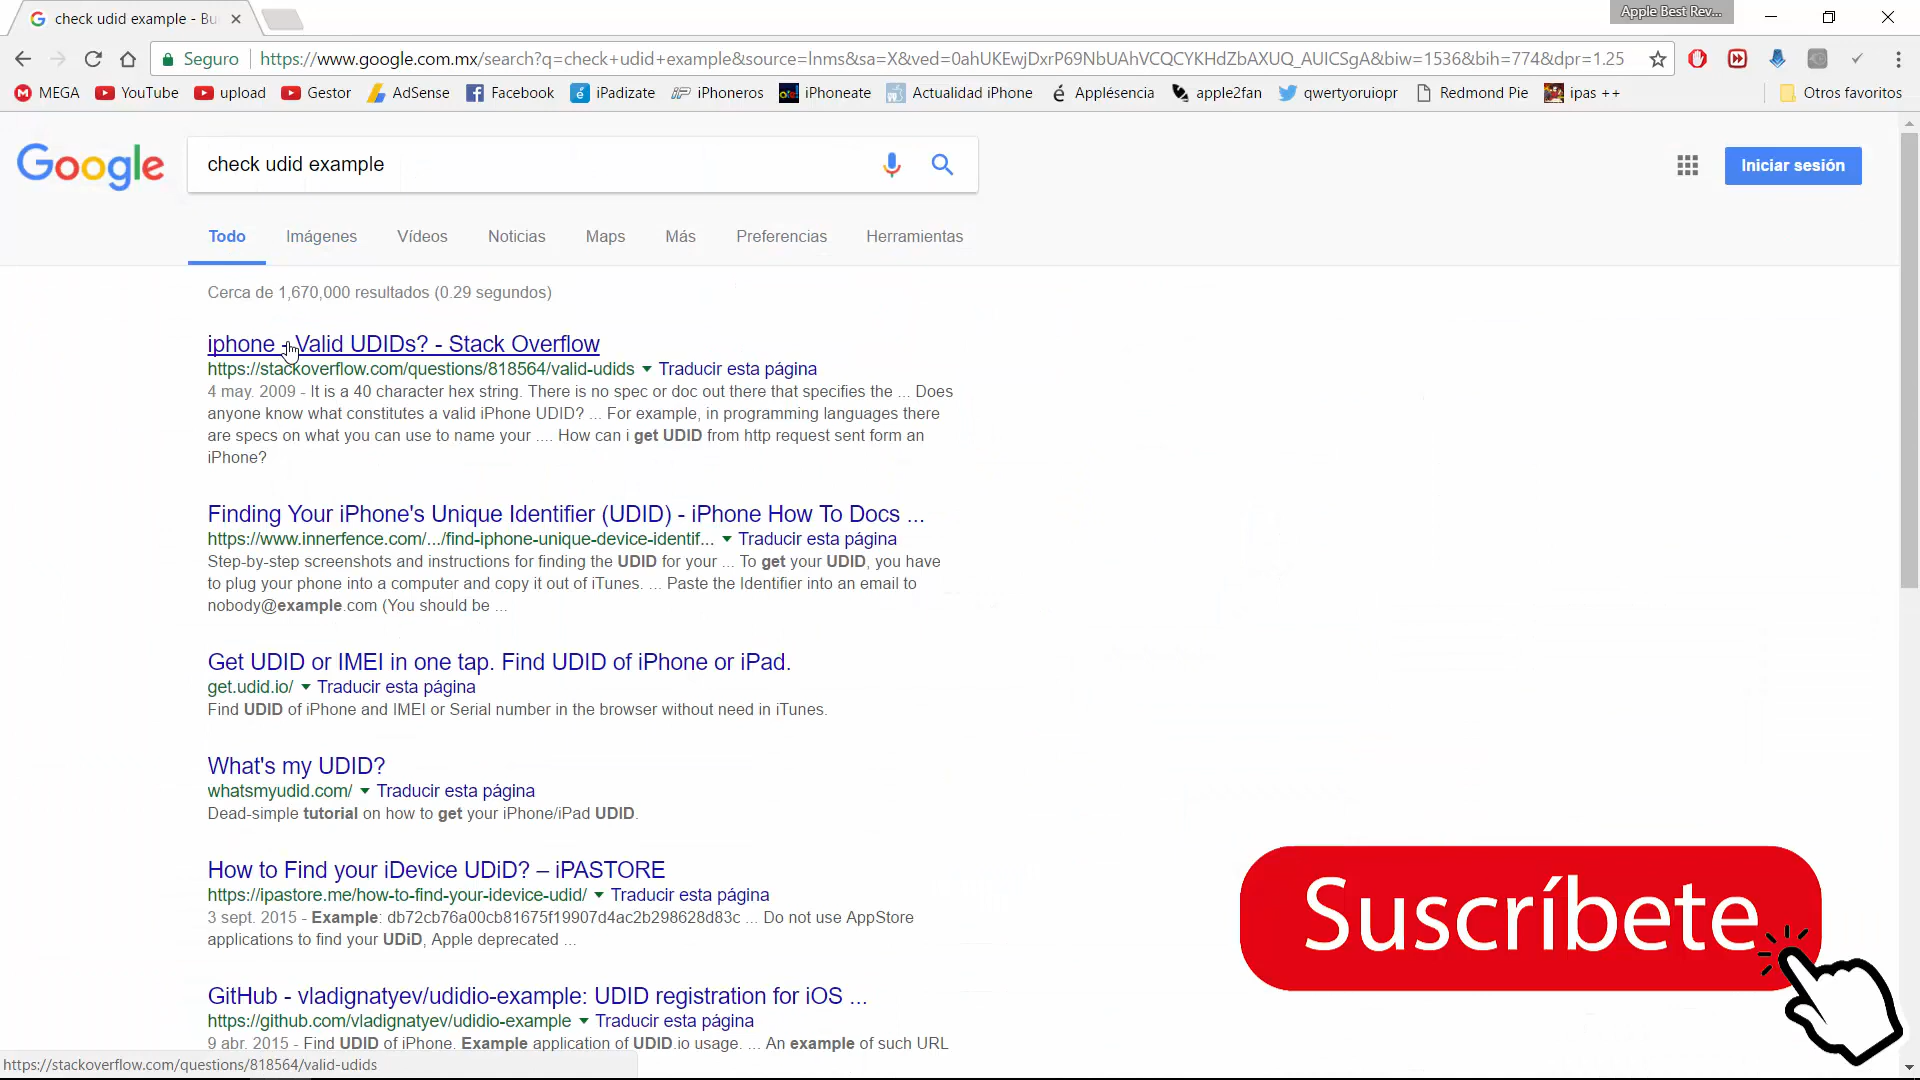 check udid example - Bu
Apple Best Rev...
Seguro
https://www.google.com.mx/search?q=check+udid+example&source=lnms&sa=X&ved=0ahUKEwjDxrP69NbUAhVCQCYKHdZbAXUQ_AUICSgA&biw=1536&bih=774&dpr=1.25
MEGA YouTube upload Gestor AdSense Facebook iPadizate iPhoneros iPhoneate Actualidad iPhone Applésencia apple2fan qwertyoruiopr Redmond Pie ipas ++ Otros favoritos
Google
check udid example
Iniciar sesión
Todo Imágenes Vídeos Noticias Maps Más Preferencias Herramientas
Cerca de 1,670,000 resultados (0.29 segundos)
iphone - Valid UDIDs? - Stack Overflow
https://stackoverflow.com/questions/818564/valid-udids Traducir esta página
4 may. 2009 - It is a 40 character hex string. There is no spec or doc out there that specifies the ... Does
anyone know what constitutes a valid iPhone UDID? ... For example, in programming languages there
are specs on what you can use to name your .... How can i get UDID from http request sent form an
iPhone?
Finding Your iPhone's Unique Identifier (UDID) - iPhone How To Docs ...
https://www.innerfence.com/.../find-iphone-unique-device-identif... Traducir esta página
Step-by-step screenshots and instructions for finding the UDID for your ... To get your UDID, you have
to plug your phone into a computer and copy it out of iTunes. ... Paste the Identifier into an email to
nobody@example.com (You should be ...
Get UDID or IMEI in one tap. Find UDID of iPhone or iPad.
get.udid.io/ Traducir esta página
Find UDID of iPhone and IMEI or Serial number in the browser without need in iTunes.
What's my UDID?
whatsmyudid.com/ Traducir esta página
Dead-simple tutorial on how to get your iPhone/iPad UDID.
How to Find your iDevice UDiD? – iPASTORE
https://ipastore.me/how-to-find-your-idevice-udid/ Traducir esta página
3 sept. 2015 - Example: db72cb76a00cb81675f19907d4ac2b298628d83c ... Do not use AppStore
applications to find your UDiD, Apple deprecated ...
Suscríbete
GitHub - vladignatyev/udidio-example: UDID registration for iOS ...
https://github.com/vladignatyev/udidio-example Traducir esta página
9 abr. 2015 - Find UDID of iPhone. Example application of UDID.io usage. ... An example of such URL
https://stackoverflow.com/questions/818564/valid-udids